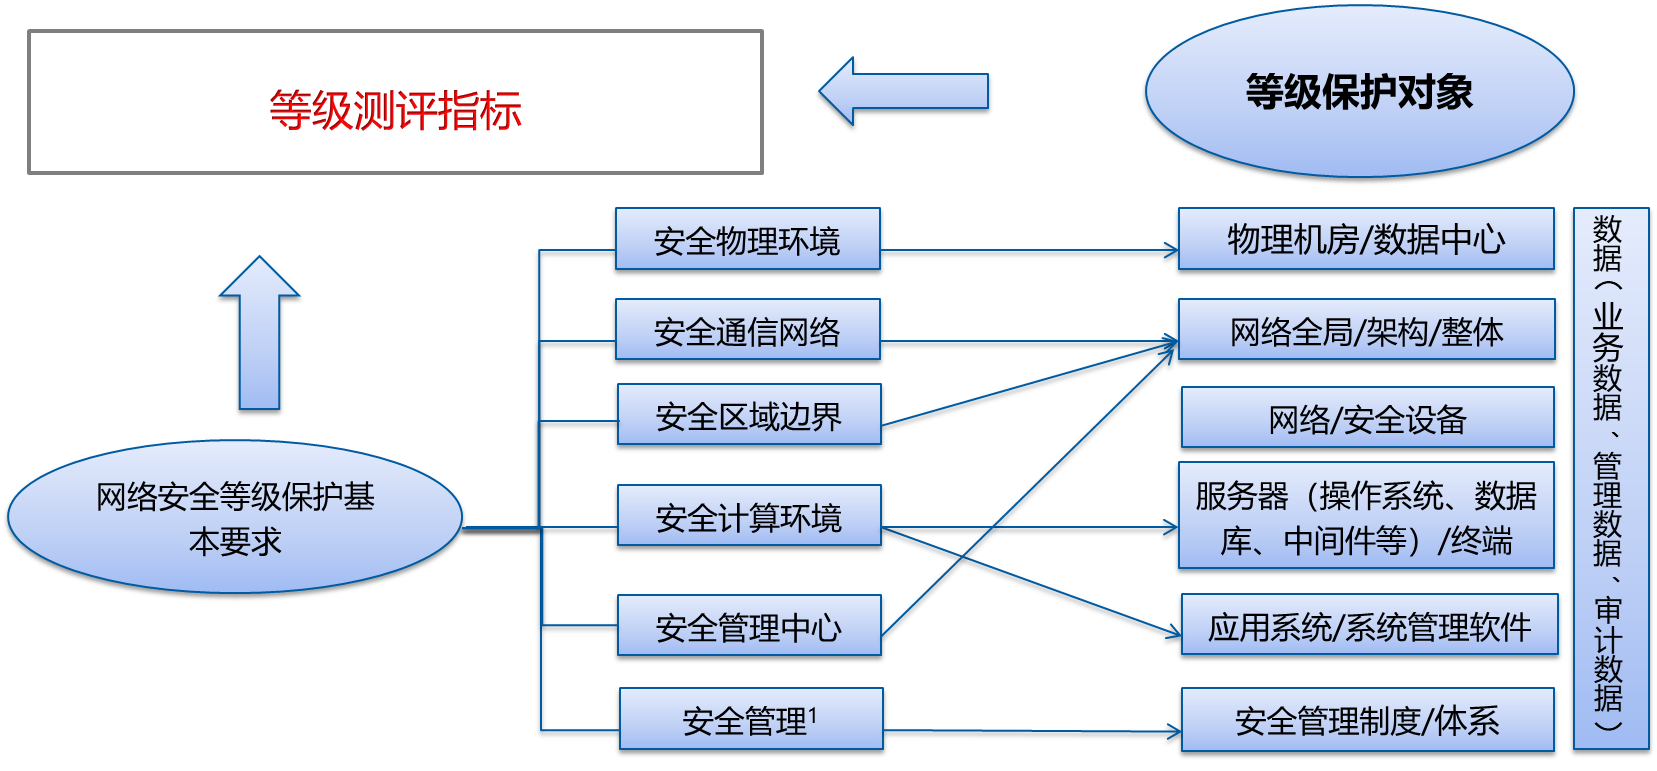 等级测评指标
等级保护对象
安全物理环境
物理机房/数据中心
安全通信网络
网络全局/架构/整体
安全区域边界
网络/安全设备
网络安全等级保护基
本要求
安全计算环境
服务器（操作系统、数据
库、中间件等）/终端
安全管理中心
应用系统/系统管理软件
安全管理¹
安全管理制度/体系
数据（业务数据、管理数据、审计数据）